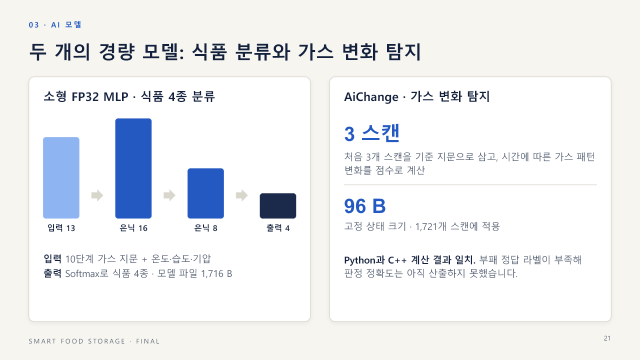 03 · AI 모델
두 개의 경량 모델: 식품 분류와 가스 변화 탐지
소형 FP32 MLP · 식품 4종 분류
입력 13
은닉 16
은닉 8
출력 4
입력 10단계 가스 지문 + 온도·습도·기압
출력 Softmax로 식품 4종 · 모델 파일 1,716 B
AiChange · 가스 변화 탐지
3 스캔
처음 3개 스캔을 기준 지문으로 삼고, 시간에 따른 가스 패턴
변화를 점수로 계산
96 B
고정 상태 크기 · 1,721개 스캔에 적용
Python과 C++ 계산 결과 일치. 부패 정답 라벨이 부족해
판정 정확도는 아직 산출하지 못했습니다.
SMART FOOD STORAGE · FINAL
21